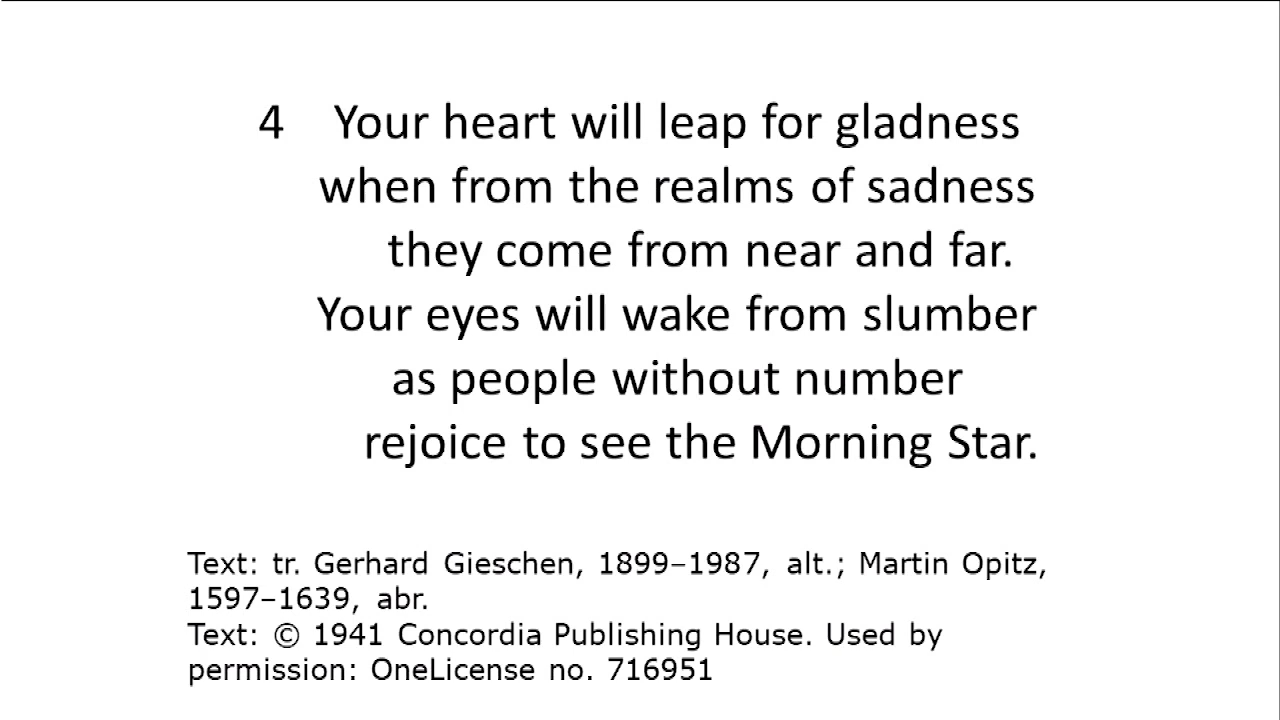 4 Your heart will leap for gladness
when from the realms of sadness
they come from near and far.
Your eyes will wake from slumber
as people without number
rejoice to see the Morning Star.
Text: tr. Gerhard Gieschen, 1899–1987, alt.; Martin Opitz,
1597–1639, abr.
Text: © 1941 Concordia Publishing House. Used by
permission: OneLicense no. 716951